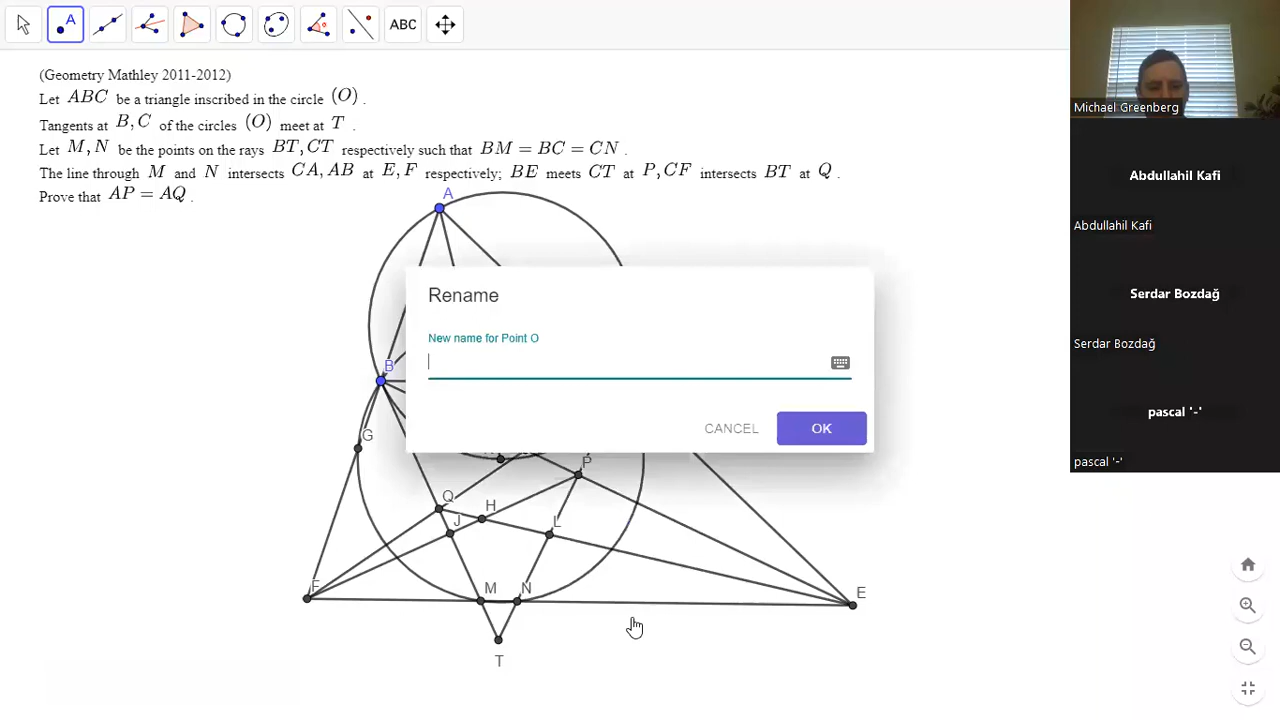 ABC
(Geometry Mathley 2011-2012)
Let ABC be a triangle inscribed in the circle (O) .
Tangents at B, C of the circles (O) meet at T .
Let M, N be the points on the rays BT, CT respectively such that BM = BC = CN .
The line through M and N intersects CA, AB at E, F respectively; BE meets CT at P, CF intersects BT at Q .
Prove that AP = AQ .
A
B
G
P
Q
H
J
L
F
M
N
E
T
Rename
New name for Point O
CANCEL
OK
Michael Greenberg
Abdullahil Kafi
Abdullahil Kafi
Serdar Bozdağ
Serdar Bozdağ
pascal '-'
pascal '-'